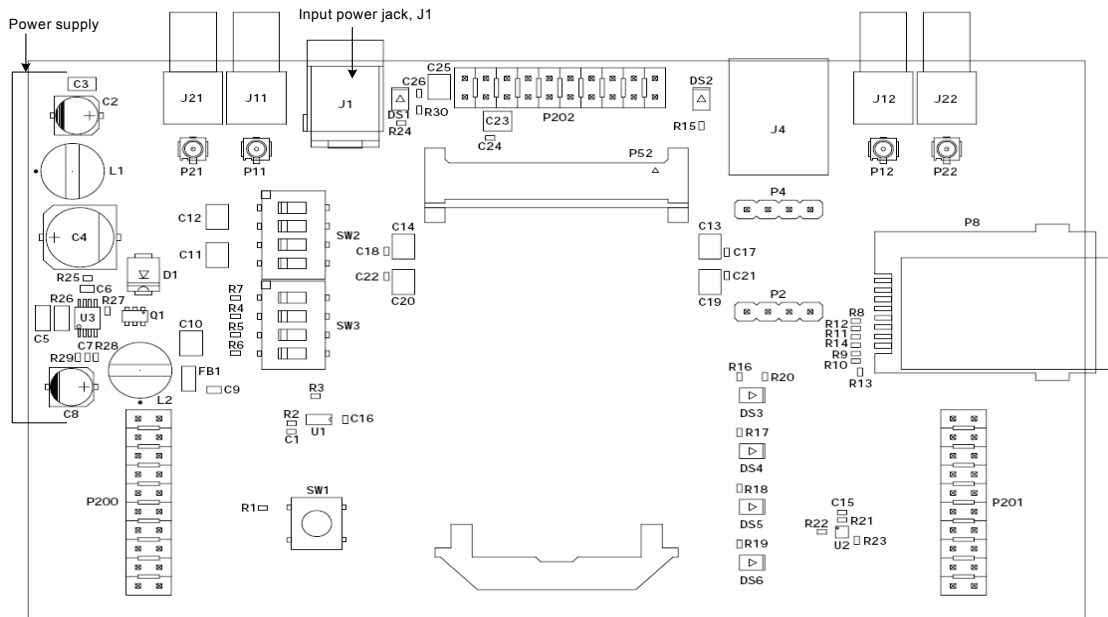 Power supply
Input power jack, J1
C3
C2
J21
J11
J1
C26
C25
DS1
R30
R24
P202
C23
C24
DS2
R15
J4
J12
J22
L1
P21
P11
P52
P12
P22
C4
C12
C11
SW2
C14
C18
C22
C20
C13
C17
C21
C19
P4
P8
D1
R25
C6
R26
R27
U3
Q1
C5
C7
R28
R29
C10
R7
R4
R5
R6
SW3
P2
R8
R12
R11
R14
R9
R10
R13
C8
L2
FB1
C9
R3
R2
C1
U1
C16
R16
R20
DS3
R17
DS4
P200
R1
SW1
R18
DS5
R19
DS6
C15
R21
R22
U2
R23
P201